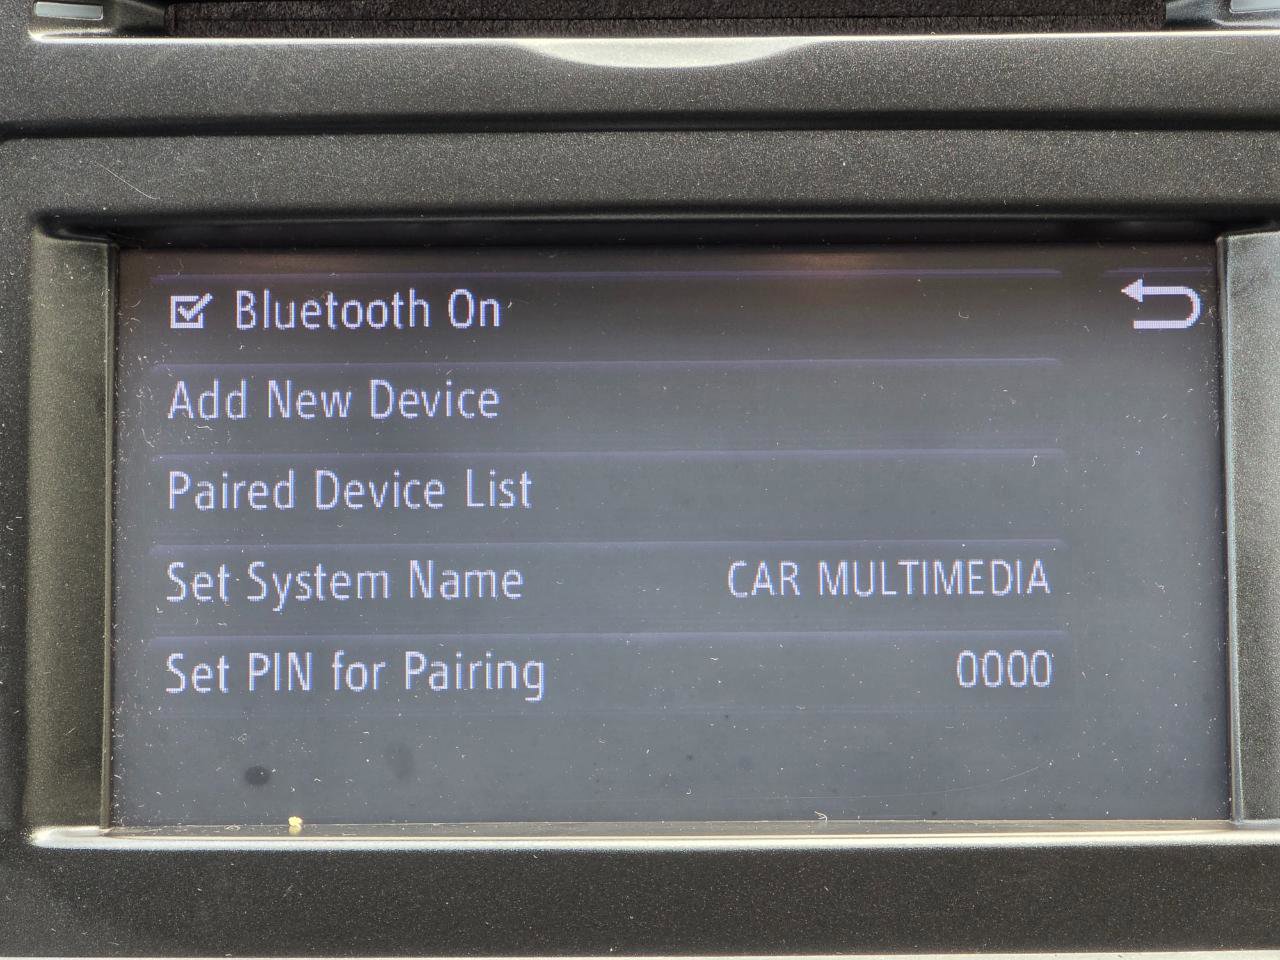 Bluetooth On
Add New Device
Paired Device List
Set System Name CAR MULTIMEDIA
Set PIN for Pairing 0000